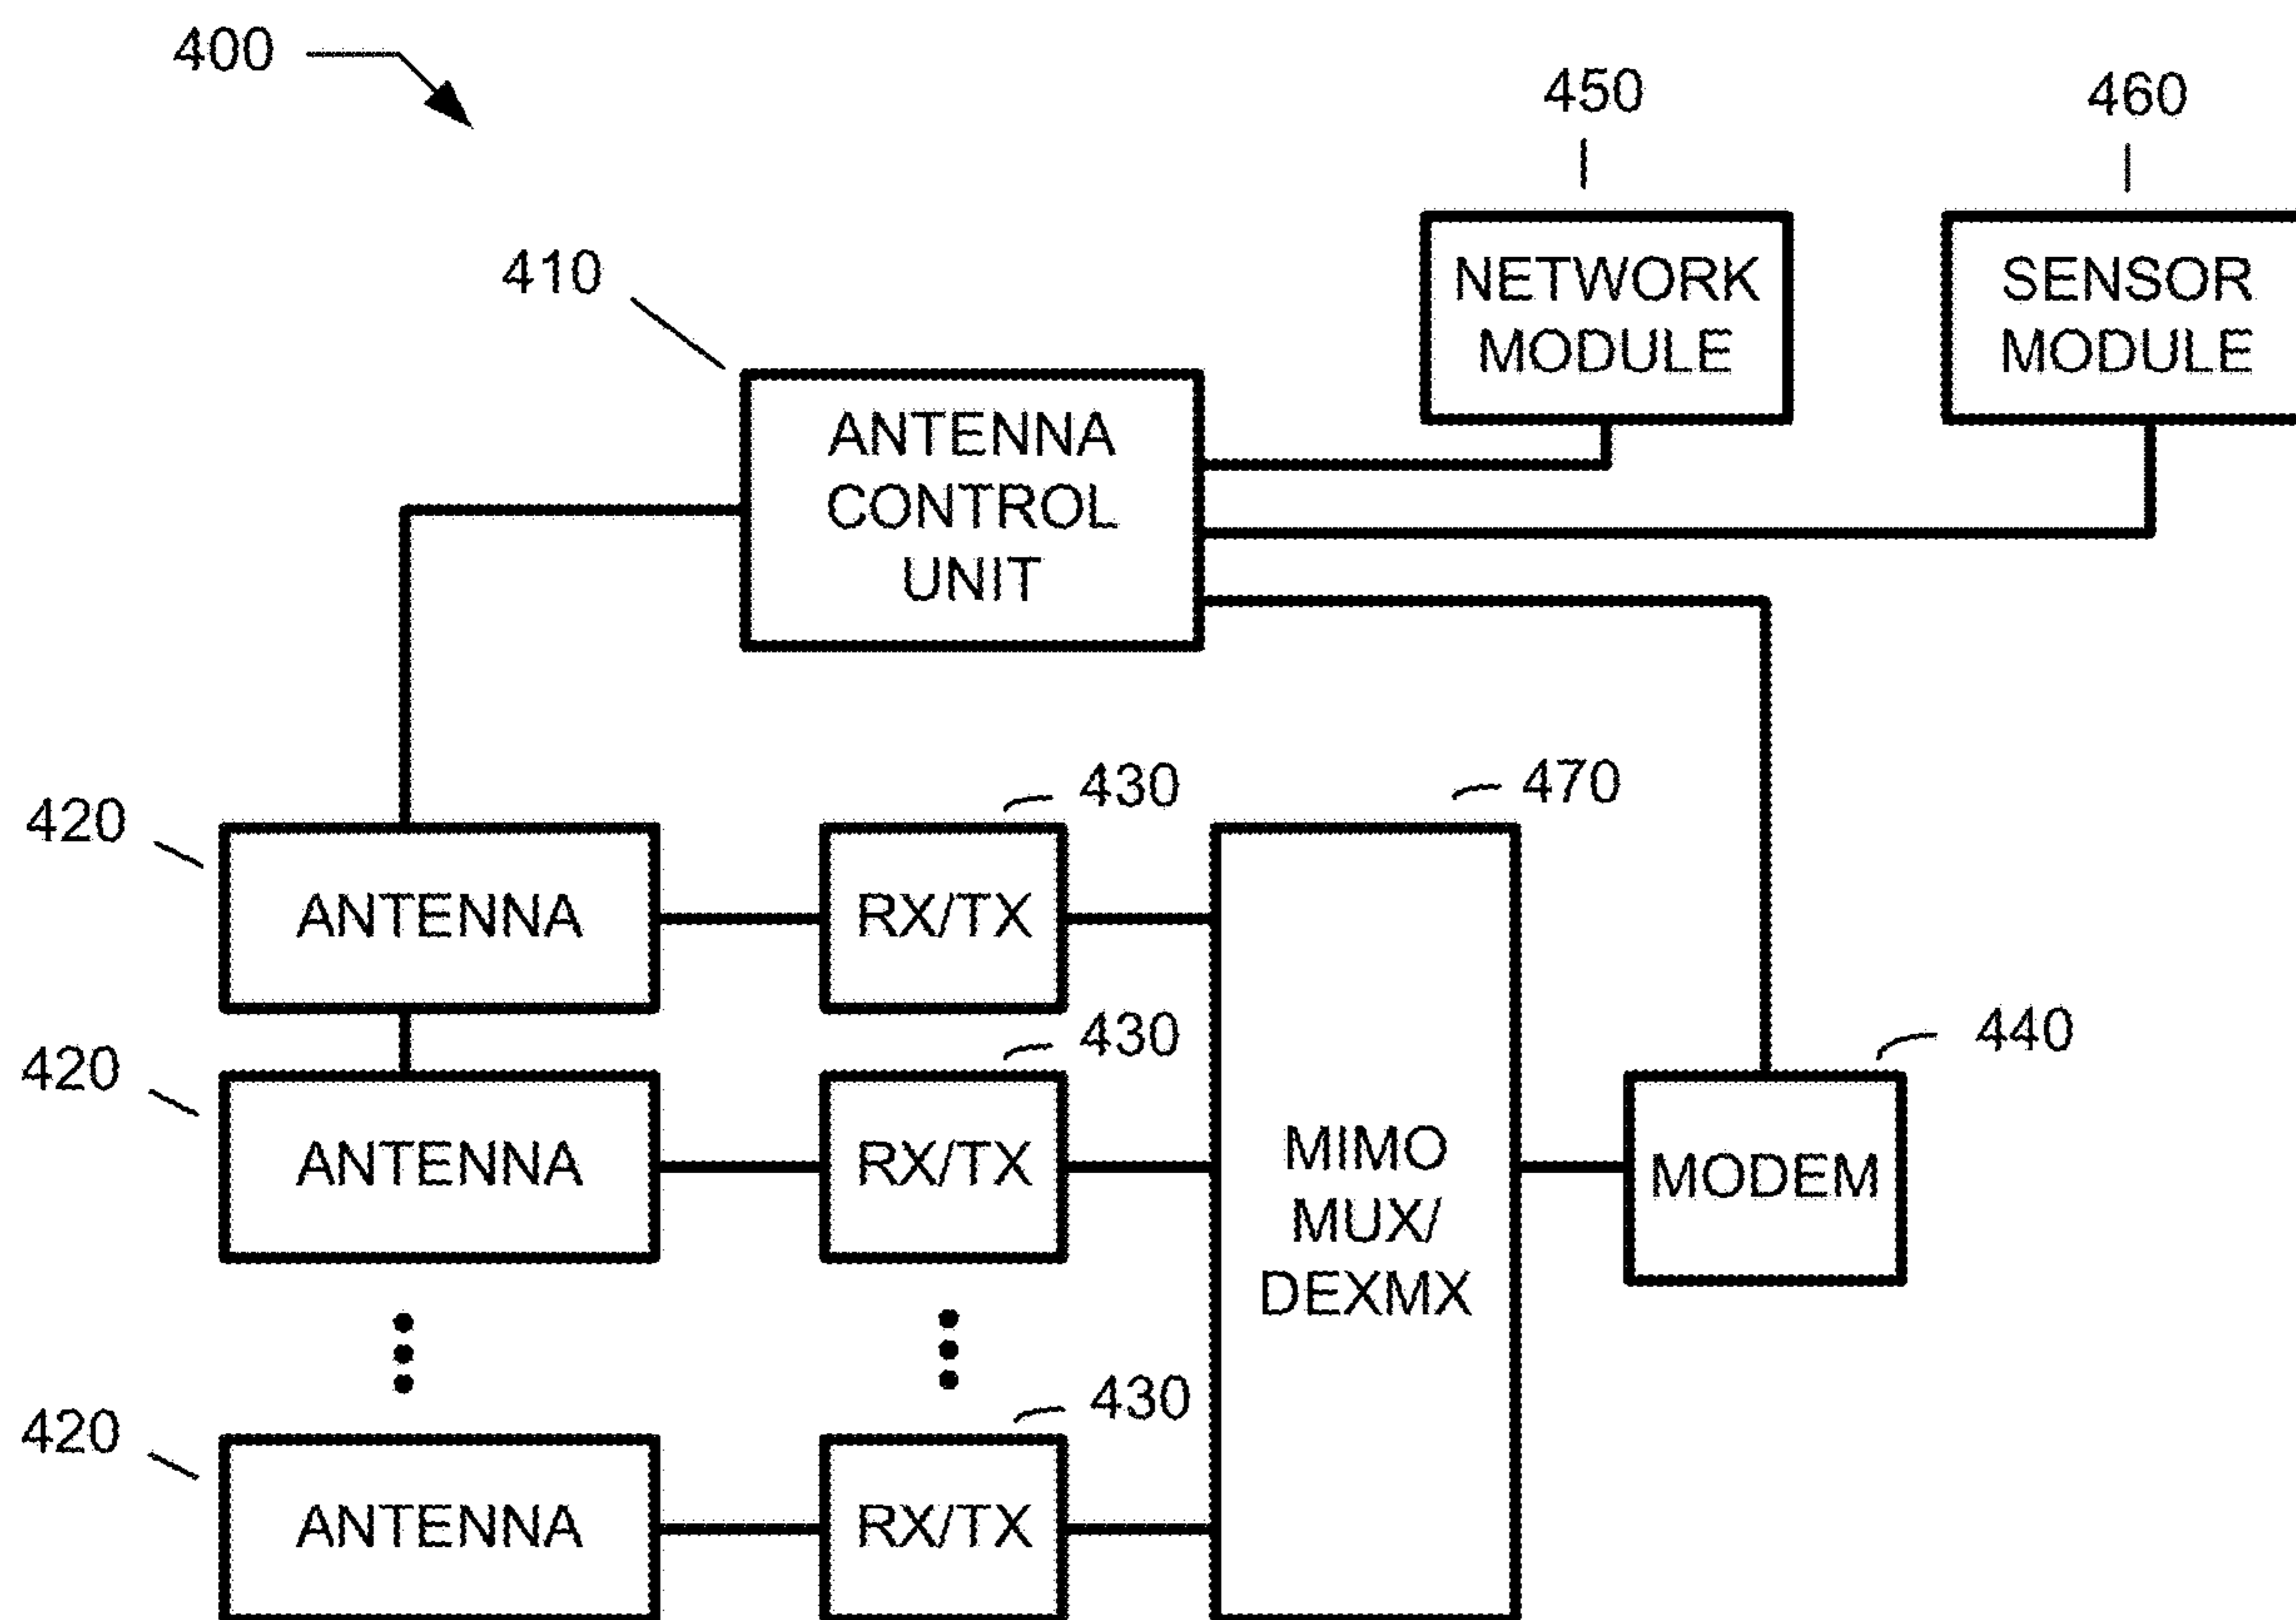 400
450
460
410
NETWORK
MODULE
SENSOR
MODULE
ANTENNA
CONTROL
UNIT
420
430
470
ANTENNA
RX/TX
420
430
440
ANTENNA
RX/TX
MIMO
MUX/
DEXMX
MODEM
420
430
ANTENNA
RX/TX